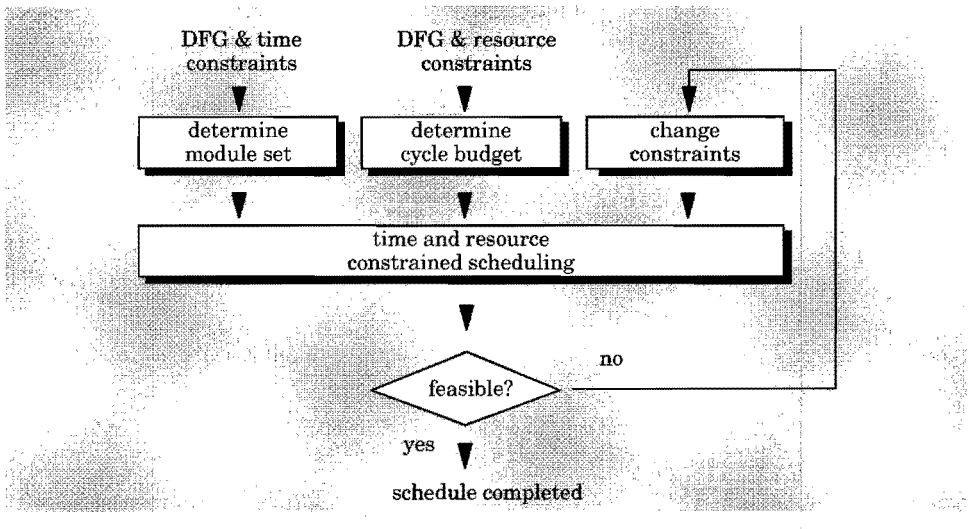 DFG & time
constraints
DFG & resource
constraints
determine
module set
determine
cycle budget
change
constraints
time and resource
constrained scheduling
feasible?
no
yes
schedule completed